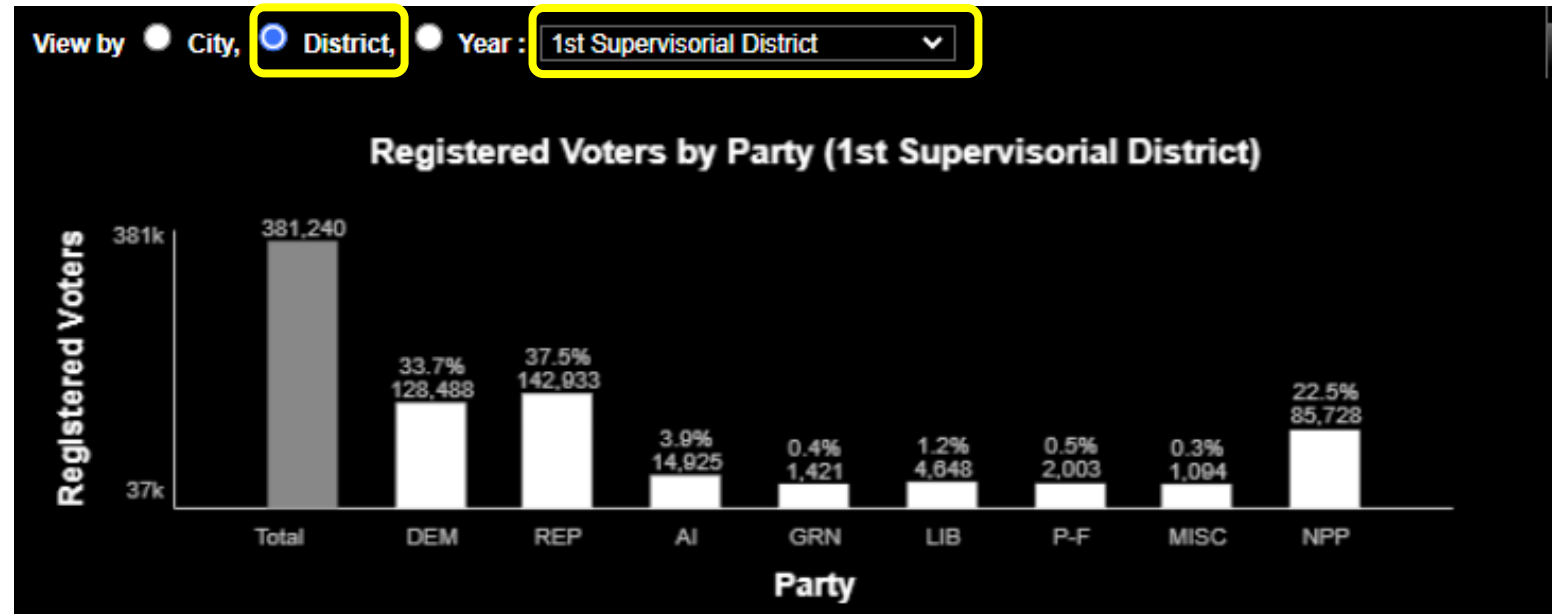 View by City, District, Year : 1st Supervisorial District
Registered Voters by Party (1st Supervisorial District)
Registered Voters
381k
37k
381,240
33.7%
128,488
37.5%
142,933
3.9%
14,925
0.4%
1,421
1.2%
4,648
0.5%
2,003
0.3%
1,094
22.5%
85,728
Total DEM REP AI GRN LIB P-F MISC NPP
Party